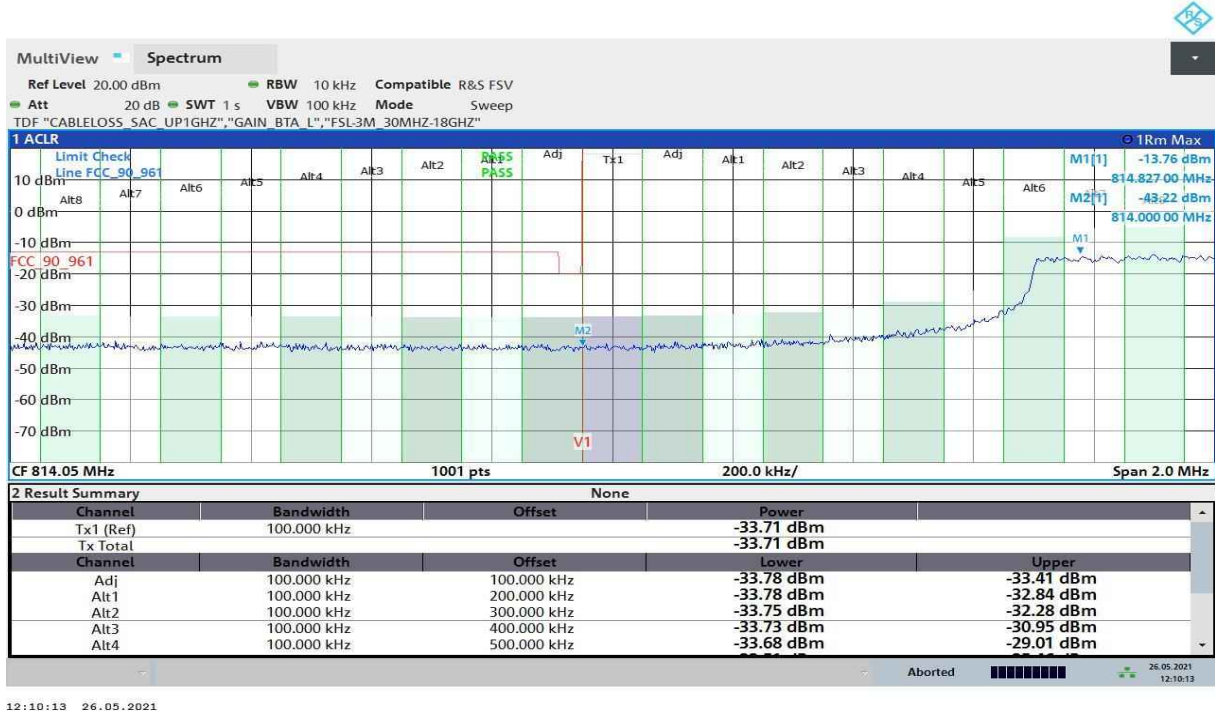 R&S
MultiView Spectrum
Ref Level 20.00 dBm RBW 10 kHz Compatible R&S FSV
Att 20 dB SWT 1 s VBW 100 kHz Mode Sweep
TDF "CABLELOSS_SAC_UP1GHZ","GAIN_BTA_L","FSL-3M_30MHZ-18GHZ"
1 ACLR 1Rm Max
Limit Check PASS
Line FCC_90_961 PASS
M1[1] -13.76 dBm
814.827 00 MHz
M2[1] -43.22 dBm
814.000 00 MHz
Alt8 Alt7 Alt6 Alt5 Alt4 Alt3 Alt2 Alt1 Adj Tx1 Adj Alt1 Alt2 Alt3 Alt4 Alt5 Alt6
10 dBm
0 dBm
-10 dBm
M1
FCC_90_961
-20 dBm
-30 dBm
M2
-40 dBm
-50 dBm
-60 dBm
-70 dBm
V1
CF 814.05 MHz 1001 pts 200.0 kHz/ Span 2.0 MHz
2 Result Summary None
Channel Bandwidth Offset Power
Tx1 (Ref) 100.000 kHz -33.71 dBm
Tx Total -33.71 dBm
Channel Bandwidth Offset Lower Upper
Adj 100.000 kHz 100.000 kHz -33.78 dBm -33.41 dBm
Alt1 100.000 kHz 200.000 kHz -33.78 dBm -32.84 dBm
Alt2 100.000 kHz 300.000 kHz -33.75 dBm -32.28 dBm
Alt3 100.000 kHz 400.000 kHz -33.73 dBm -30.95 dBm
Alt4 100.000 kHz 500.000 kHz -33.68 dBm -29.01 dBm
Aborted 26.05.2021
12:10:13
12:10:13 26.05.2021